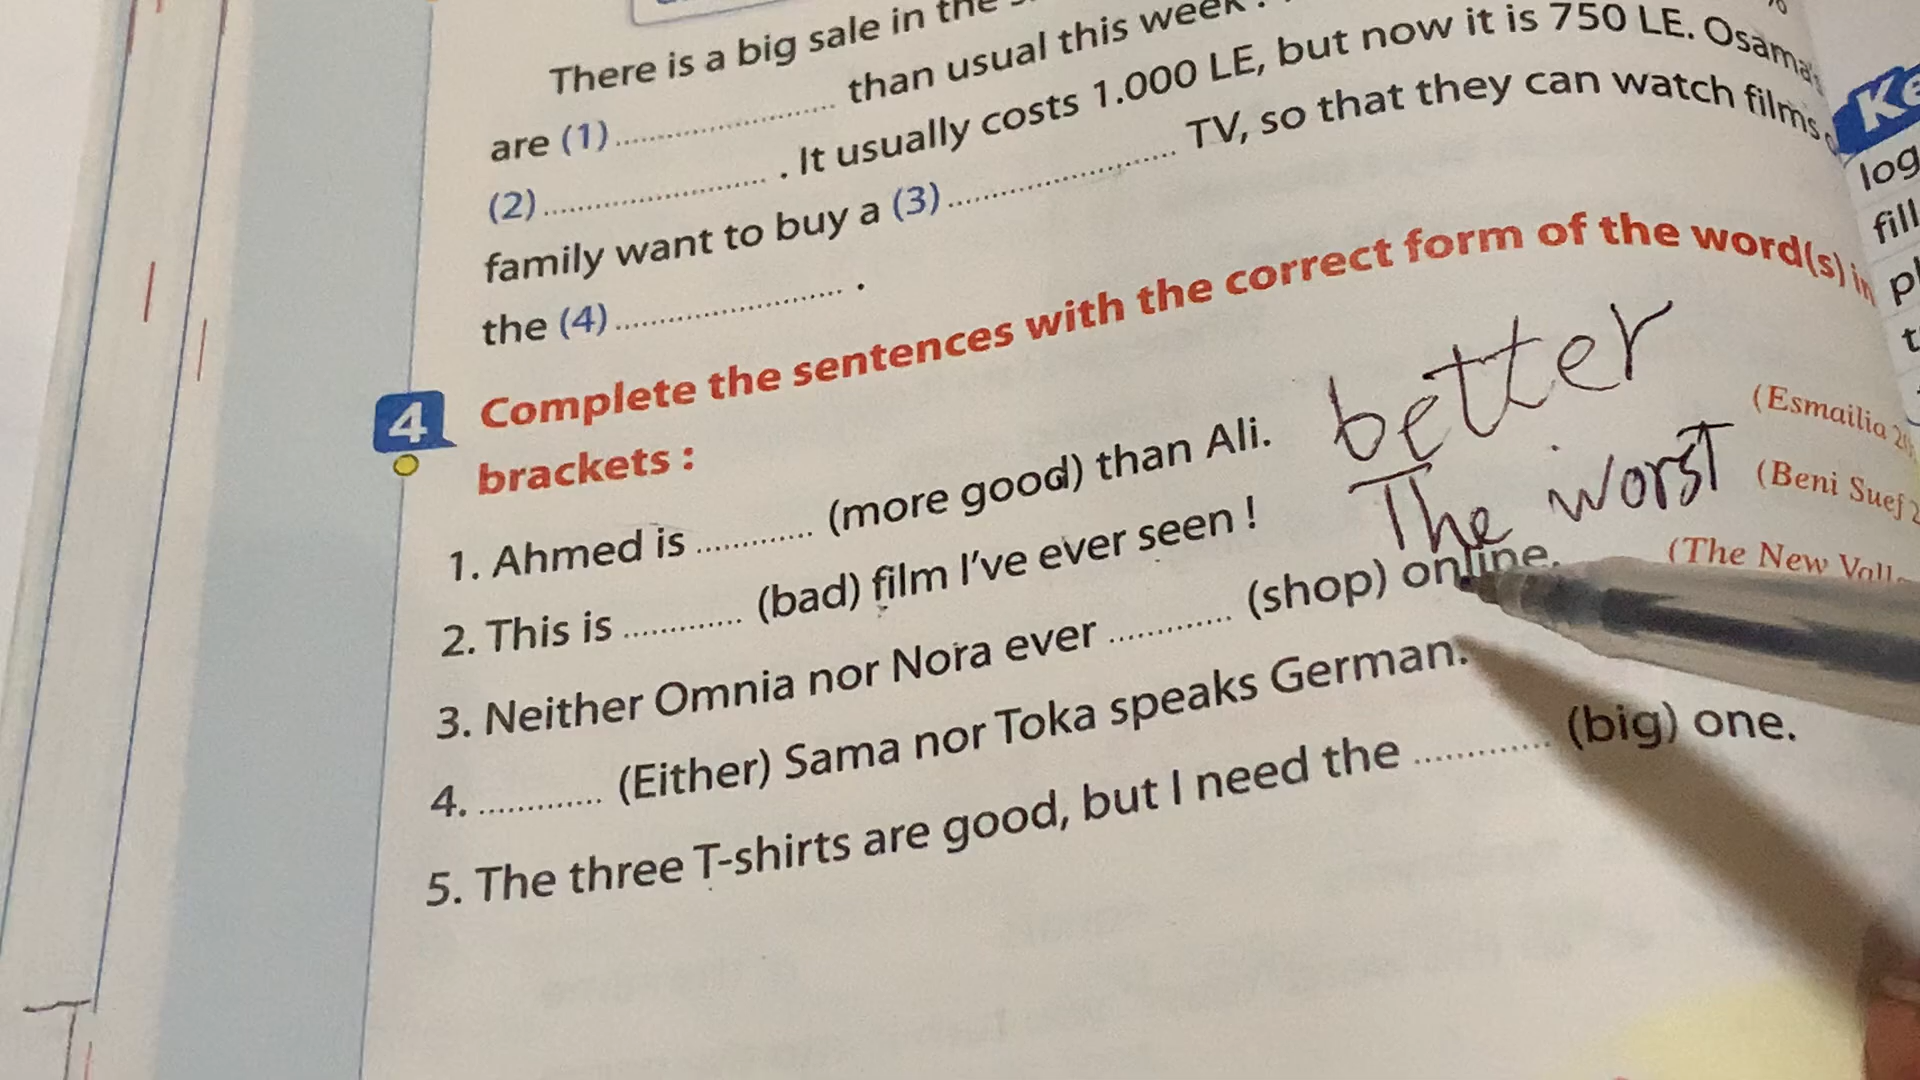 There is a big sale in the
are (1) .................... than usual this week.
(2) .................... . It usually costs 1.000 LE, but now it is 750 LE. Osama's
family want to buy a (3) .................... TV, so that they can watch films
the (4) .................... .
4 Complete the sentences with the correct form of the word(s) in
brackets :
1. Ahmed is ............ (more good) than Ali. better (Esmailia
2. This is ............ (bad) film I've ever seen ! The worst (Beni Suef
3. Neither Omnia nor Nora ever ............ (shop) online. (The New
4. ............ (Either) Sama nor Toka speaks German.
5. The three T-shirts are good, but I need the ............ (big) one.
log
fill